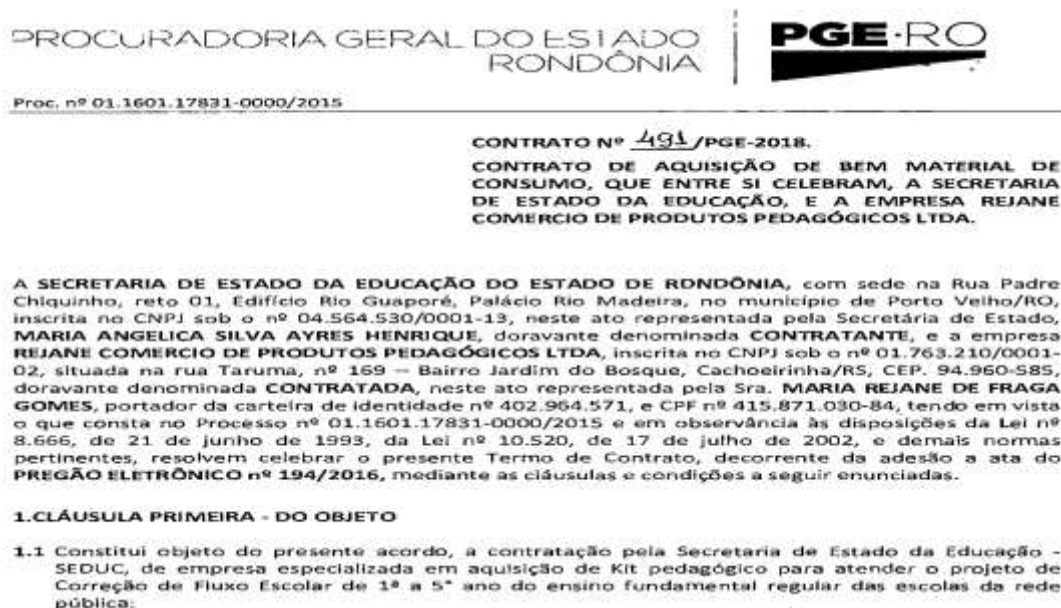 PROCURADORIA GERAL DO ESTADO
RONDÔNIA
PGE·RO
Proc. nº 01.1601.17831-0000/2015
CONTRATO Nº 491/PGE-2018.
CONTRATO DE AQUISIÇÃO DE BEM MATERIAL DE
CONSUMO, QUE ENTRE SI CELEBRAM, A SECRETARIA
DE ESTADO DA EDUCAÇÃO, E A EMPRESA REJANE
COMERCIO DE PRODUTOS PEDAGÓGICOS LTDA.
A SECRETARIA DE ESTADO DA EDUCAÇÃO DO ESTADO DE RONDÔNIA, com sede na Rua Padre
Chiquinho, reto 01, Edifício Rio Guaporé, Palácio Rio Madeira, no município de Porto Velho/RO,
inscrita no CNPJ sob o nº 04.564.530/0001-13, neste ato representada pela Secretária de Estado,
MARIA ANGELICA SILVA AYRES HENRIQUE, doravante denominada CONTRATANTE, e a empresa
REJANE COMERCIO DE PRODUTOS PEDAGÓGICOS LTDA, inscrita no CNPJ sob o nº 01.763.210/0001-
02, situada na rua Taruma, nº 169 – Bairro Jardim do Bosque, Cachoeirinha/RS, CEP. 94.960-585,
doravante denominada CONTRATADA, neste ato representada pela Sra. MARIA REJANE DE FRAGA
GOMES, portador da carteira de identidade nº 402.964.571, e CPF nº 415.871.030-84, tendo em vista
o que consta no Processo nº 01.1601.17831-0000/2015 e em observância às disposições da Lei nº
8.666, de 21 de junho de 1993, da Lei nº 10.520, de 17 de julho de 2002, e demais normas
pertinentes, resolvem celebrar o presente Termo de Contrato, decorrente da adesão a ata do
PREGÃO ELETRÔNICO nº 194/2016, mediante as cláusulas e condições a seguir enunciadas.
1.CLÁUSULA PRIMEIRA - DO OBJETO
1.1 Constitui objeto do presente acordo, a contratação pela Secretaria de Estado da Educação -
SEDUC, de empresa especializada em aquisição de Kit pedagógico para atender o projeto de
Correção de Fluxo Escolar de 1ª a 5° ano do ensino fundamental regular das escolas da rede
pública: